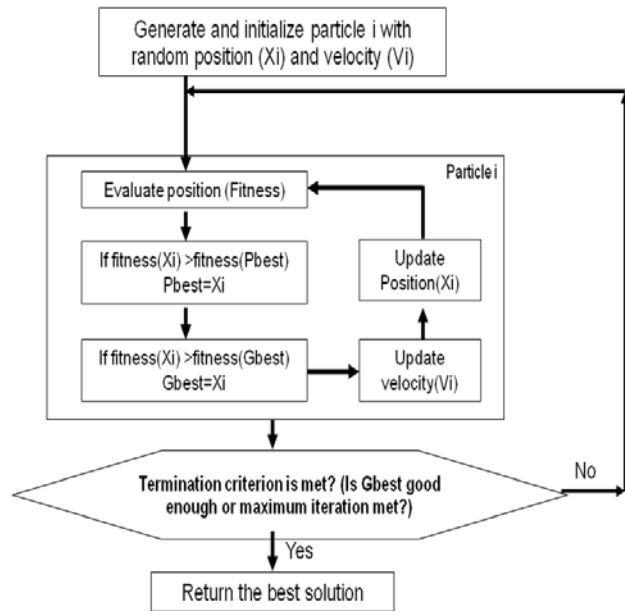 Generate and initialize particle i with
random position (Xi) and velocity (Vi)
Particle i
Evaluate position (Fitness)
If fitness(Xi) >fitness(Pbest)
Pbest=Xi
If fitness(Xi) >fitness(Gbest)
Gbest=Xi
Update
velocity(Vi)
Update
Position(Xi)
Termination criterion is met? (Is Gbest good
enough or maximum iteration met?)
No
Yes
Return the best solution